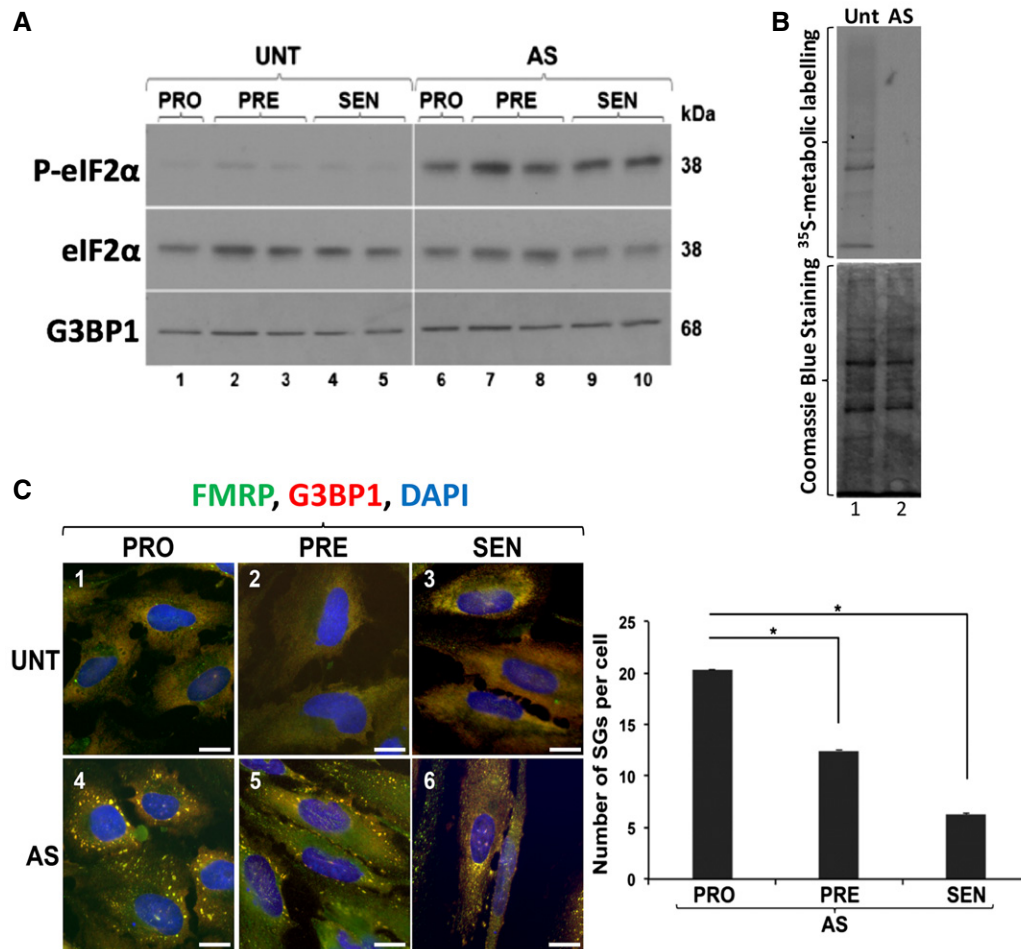 A
UNT AS
PRO PRE SEN PRO PRE SEN kDa
P-eIF2α 38
eIF2α 38
G3BP1 68
1 2 3 4 5 6 7 8 9 10
B
Unt AS
³⁵S-metabolic labelling
Coomassie Blue Staining
1 2
C
FMRP, G3BP1, DAPI
PRO PRE SEN
UNT
1 2 3
AS
4 5 6
Number of SGs per cell
25
20
15
10
5
0
*
*
PRO PRE SEN
AS